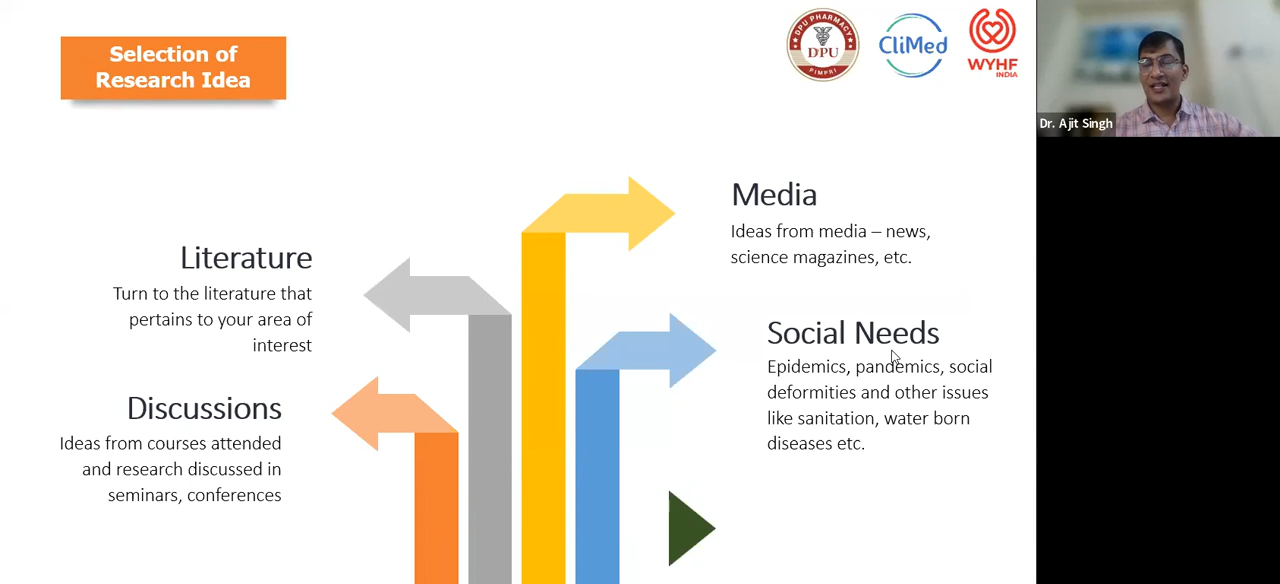 Selection of
Research Idea
DPU PHARMACY
DPU
PIMPRI
CliMed
WYHF
INDIA
Dr. Ajit Singh
Media
Ideas from media – news,
science magazines, etc.
Literature
Turn to the literature that
pertains to your area of
interest
Social Needs
Epidemics, pandemics, social
deformities and other issues
like sanitation, water born
diseases etc.
Discussions
Ideas from courses attended
and research discussed in
seminars, conferences